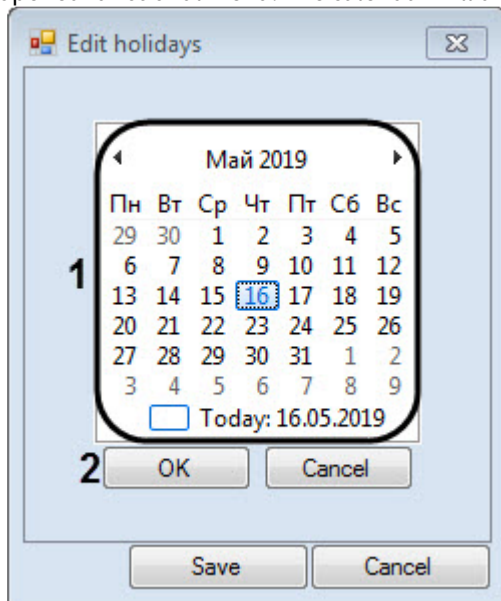 Edit holidays
Май 2019
Пн Вт Ср Чт Пт Сб Вс
29 30 1 2 3 4 5
1
6 7 8 9 10 11 12
13 14 15 16 17 18 19
20 21 22 23 24 25 26
27 28 29 30 31 1 2
3 4 5 6 7 8 9
Today: 16.05.2019
2 OK Cancel
Save Cancel